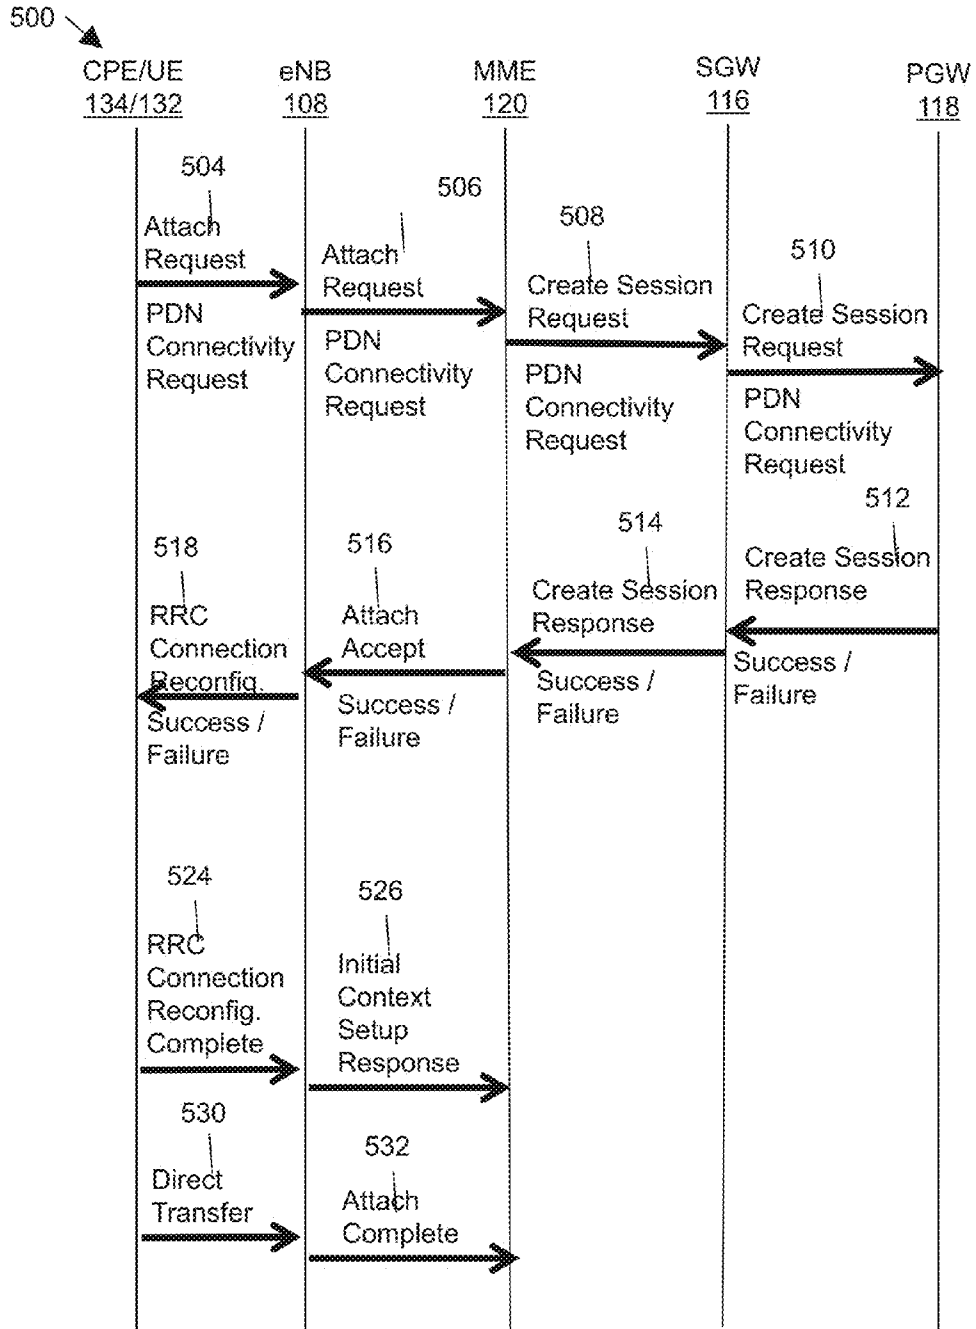 500
CPE/UE
134/132
eNB
108
MME
120
SGW
116
PGW
118
504
Attach
Request
PDN
Connectivity
Request
506
Attach
Request
PDN
Connectivity
Request
508
Create Session
Request
PDN
Connectivity
Request
510
Create Session
Request
PDN
Connectivity
Request
512
Create Session
Response
Success /
Failure
514
Create Session
Response
Success /
Failure
516
Attach
Accept
Success /
Failure
518
RRC
Connection
Reconfig.
Success /
Failure
524
RRC
Connection
Reconfig.
Complete
526
Initial
Context
Setup
Response
530
Direct
Transfer
532
Attach
Complete